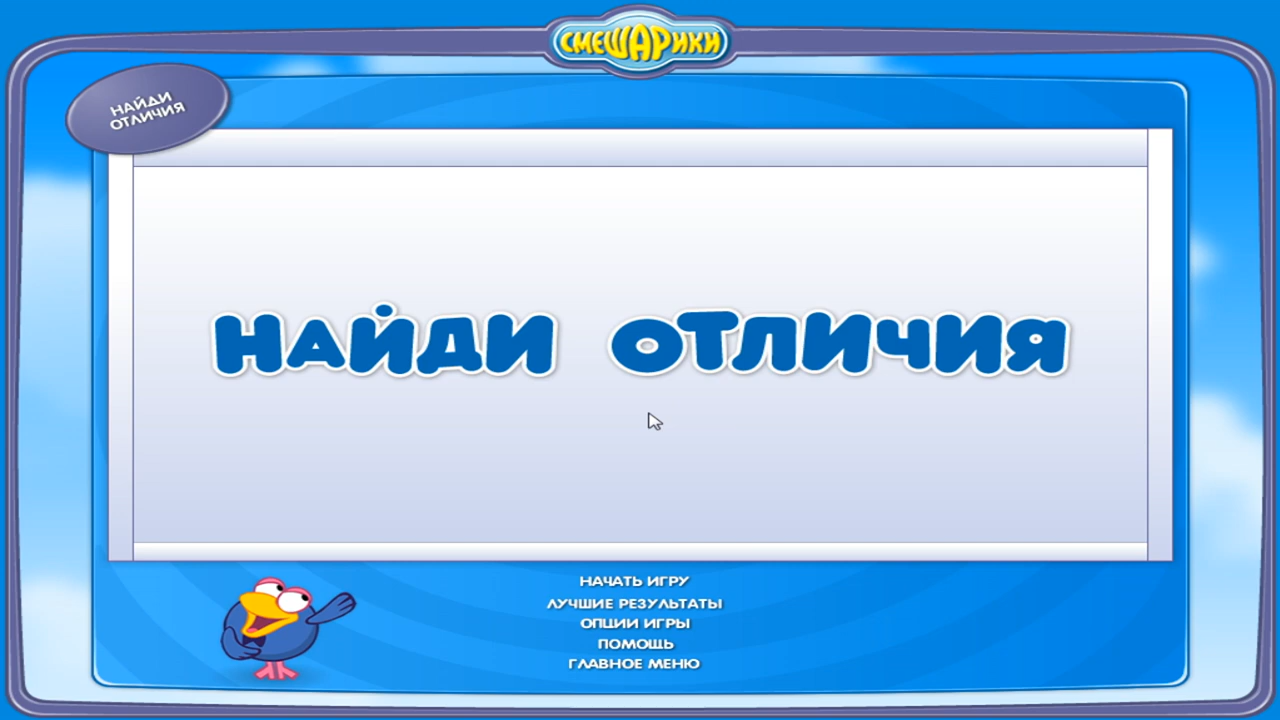 СМЕШАРИКИ
НАЙДИ
ОТЛИЧИЯ
НАЙДИ ОТЛИЧИЯ
НАЧАТЬ ИГРУ
ЛУЧШИЕ РЕЗУЛЬТАТЫ
ОПЦИИ ИГРЫ
ПОМОЩЬ
ГЛАВНОЕ МЕНЮ